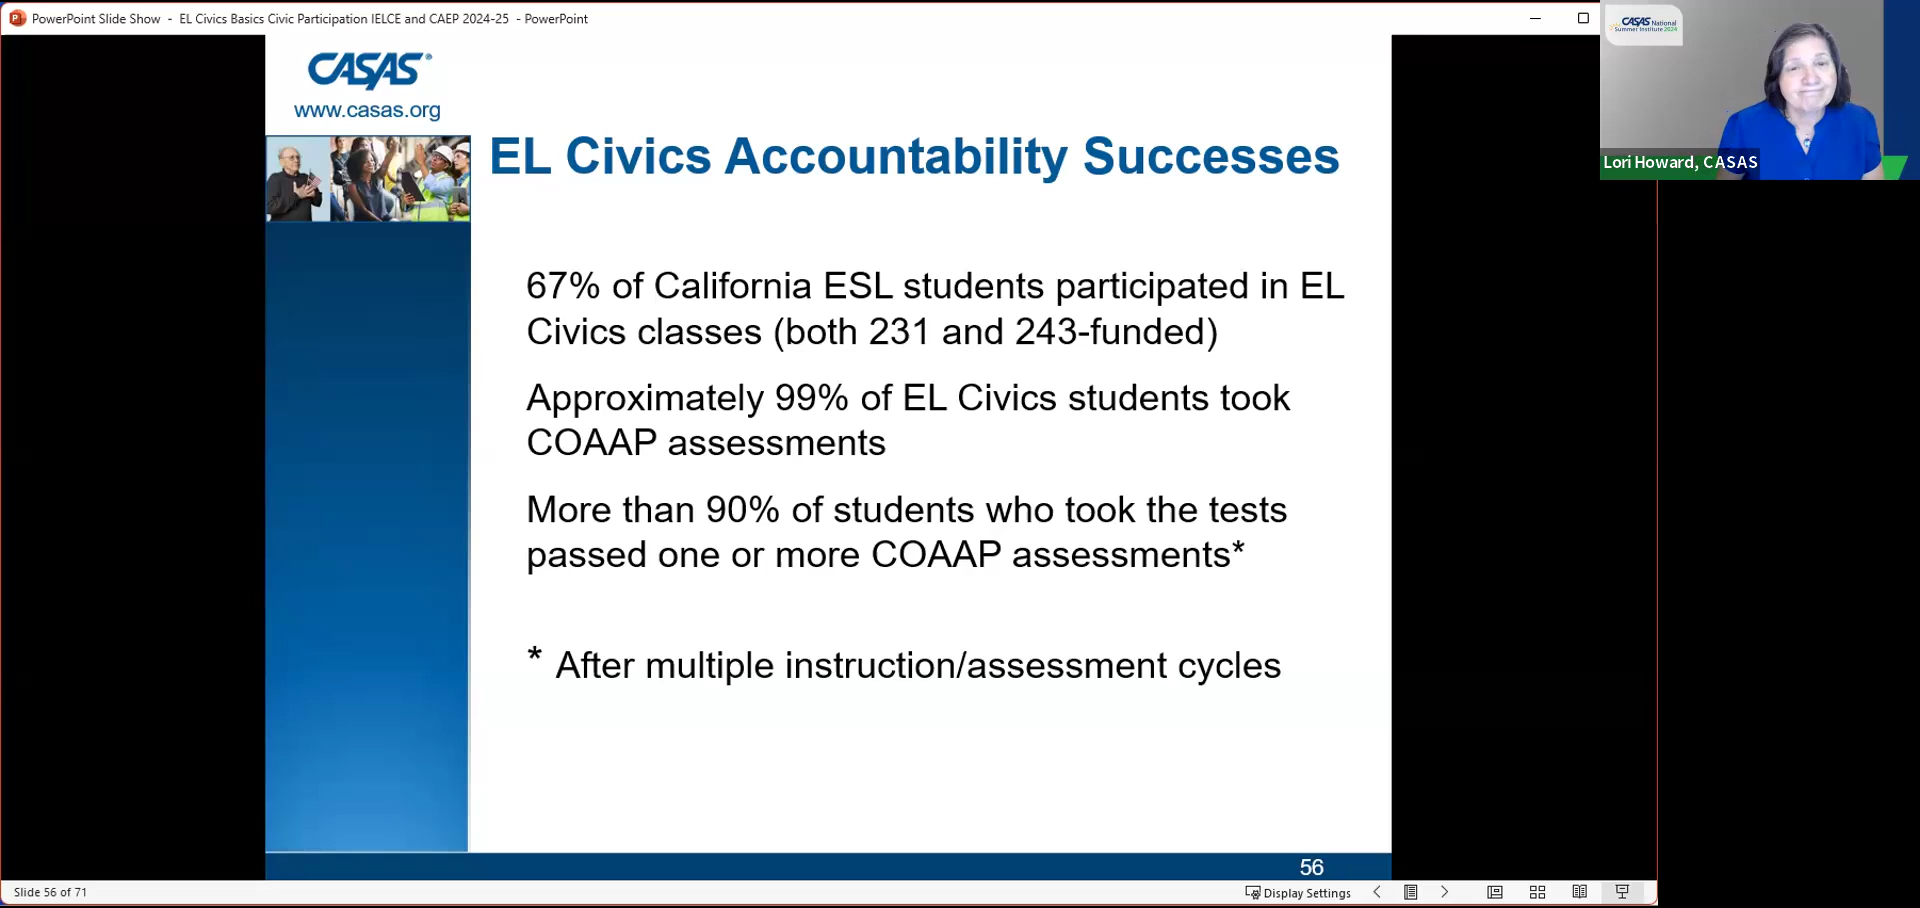 PowerPoint Slide Show - EL Civics Basics Civic Participation IELCE and CAEP 2024-25 - PowerPoint
CASAS National
Summer Institute 2024
Lori Howard, CASAS
CASAS®
www.casas.org
EL Civics Accountability Successes
67% of California ESL students participated in EL
Civics classes (both 231 and 243-funded)
Approximately 99% of EL Civics students took
COAAP assessments
More than 90% of students who took the tests
passed one or more COAAP assessments*
* After multiple instruction/assessment cycles
56
Slide 56 of 71
Display Settings